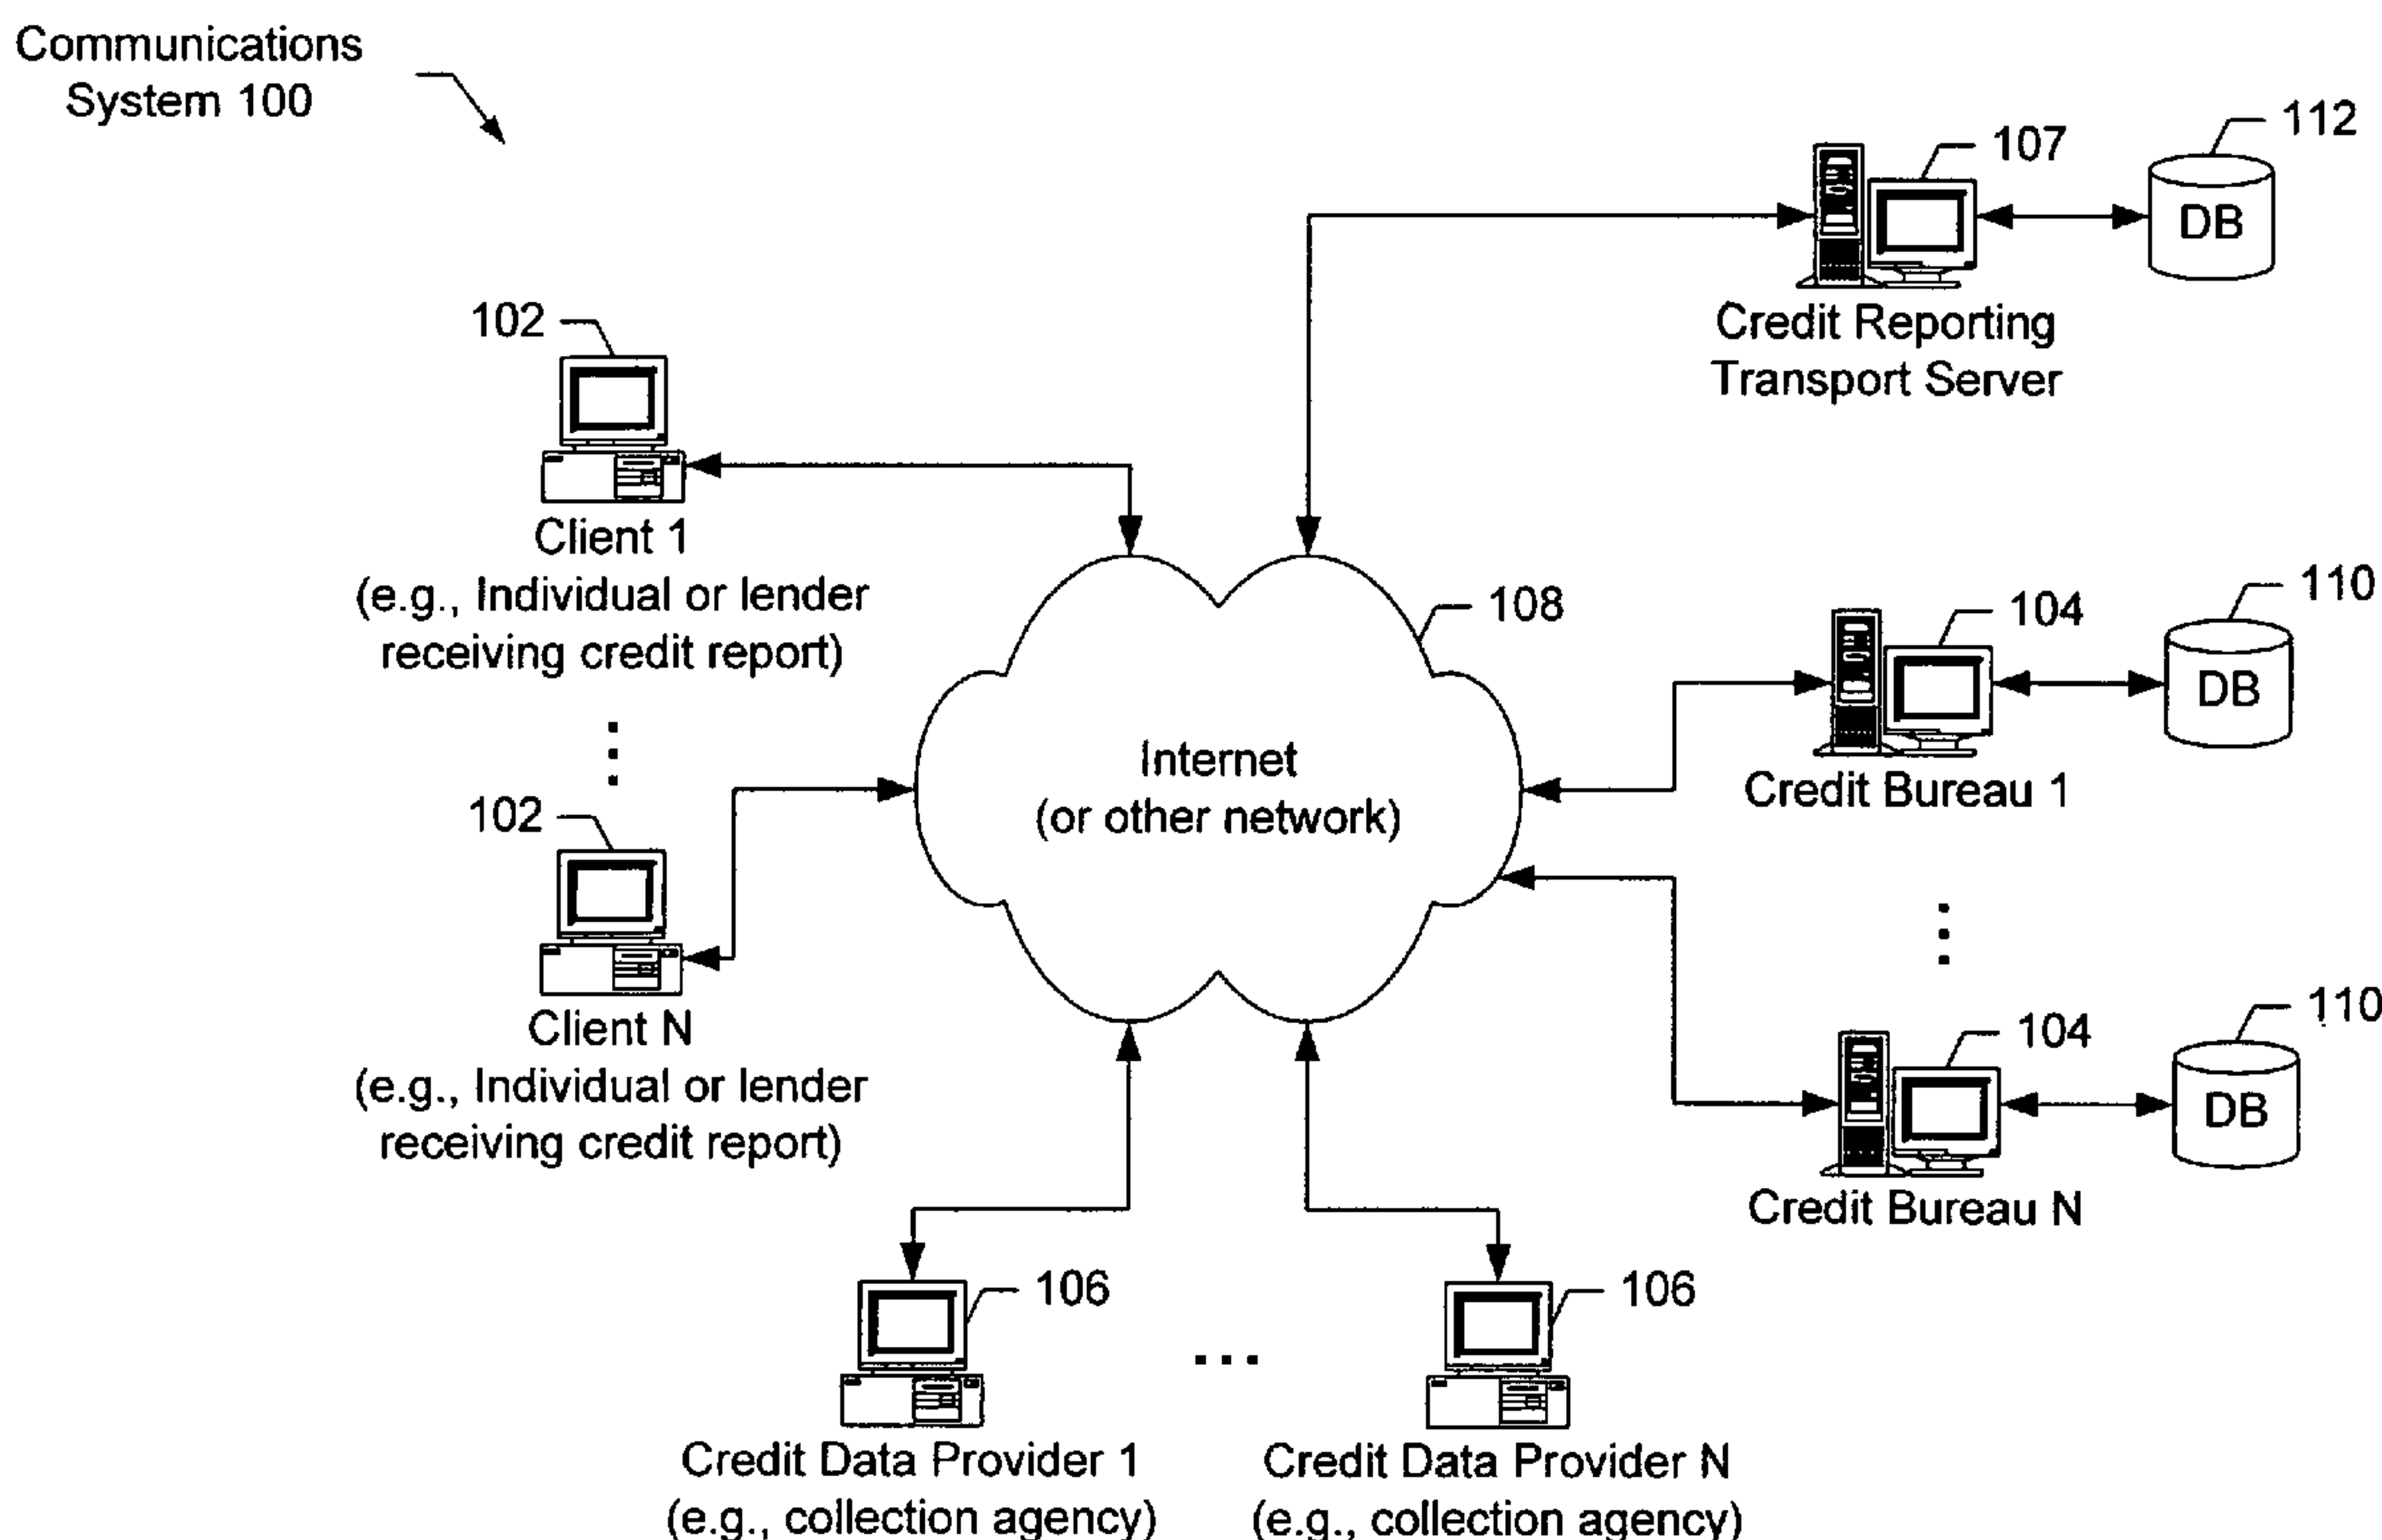 Communications
System 100
112
107
DB
Credit Reporting
Transport Server
102
Client 1
(e.g., Individual or lender
receiving credit report)
108
110
104
DB
Internet
(or other network)
Credit Bureau 1
102
Client N
(e.g., Individual or lender
receiving credit report)
110
104
DB
Credit Bureau N
106
106
Credit Data Provider 1
(e.g., collection agency)
Credit Data Provider N
(e.g., collection agency)